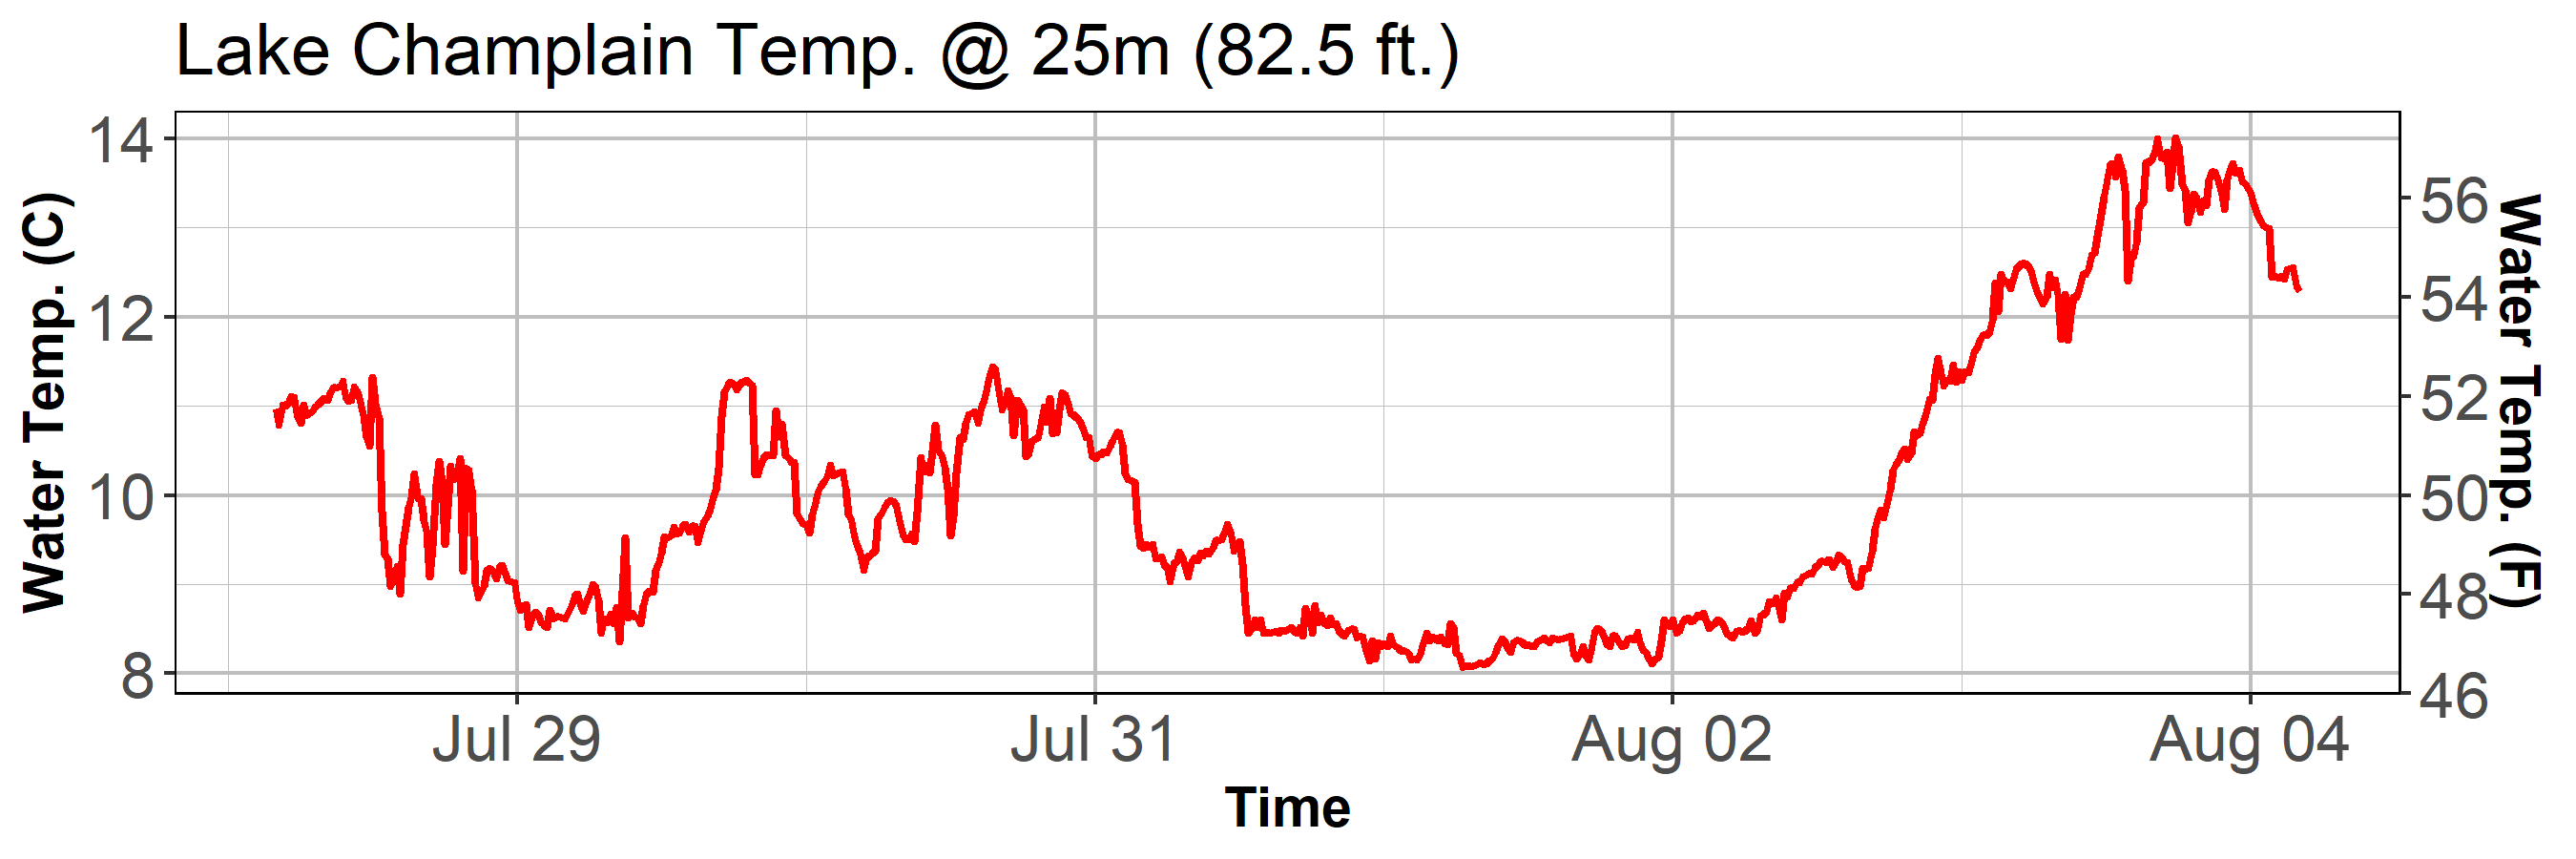 Lake Champlain Temp. @ 25m (82.5 ft.)
Water Temp. (C)
14
12
10
8
56
54
52
50
48
46
Water Temp. (F)
Jul 29 Jul 31 Aug 02 Aug 04
Time